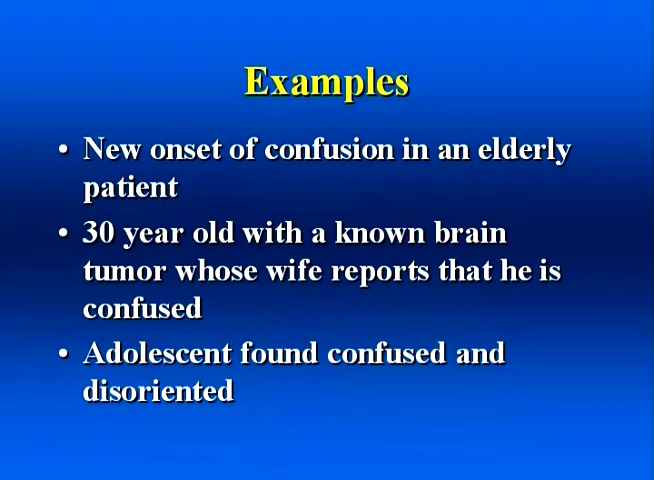 Examples
• New onset of confusion in an elderly
patient
• 30 year old with a known brain
tumor whose wife reports that he is
confused
• Adolescent found confused and
disoriented